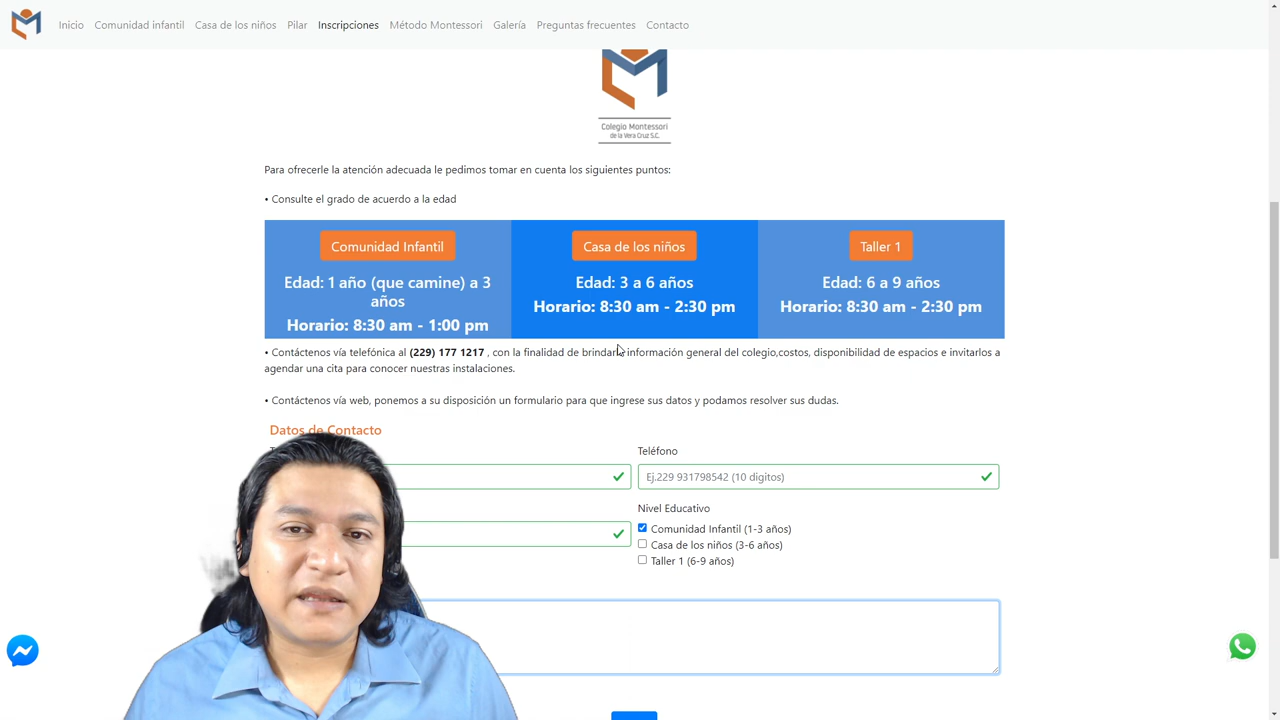 Inicio Comunidad infantil Casa de los niños Pilar Inscripciones Método Montessori Galería Preguntas frecuentes Contacto
Colegio Montessori
de la Vera Cruz S.C.
Para ofrecerle la atención adecuada le pedimos tomar en cuenta los siguientes puntos:
• Consulte el grado de acuerdo a la edad
Comunidad Infantil
Edad: 1 año (que camine) a 3
años
Horario: 8:30 am - 1:00 pm
Casa de los niños
Edad: 3 a 6 años
Horario: 8:30 am - 2:30 pm
Taller 1
Edad: 6 a 9 años
Horario: 8:30 am - 2:30 pm
• Contáctenos vía telefónica al (229) 177 1217 , con la finalidad de brindarle información general del colegio,costos, disponibilidad de espacios e invitarlos a
agendar una cita para conocer nuestras instalaciones.
• Contáctenos vía web, ponemos a su disposición un formulario para que ingrese sus datos y podamos resolver sus dudas.
Datos de Contacto
Teléfono
Ej.229 931798542 (10 digitos)
Nivel Educativo
Comunidad Infantil (1-3 años)
Casa de los niños (3-6 años)
Taller 1 (6-9 años)